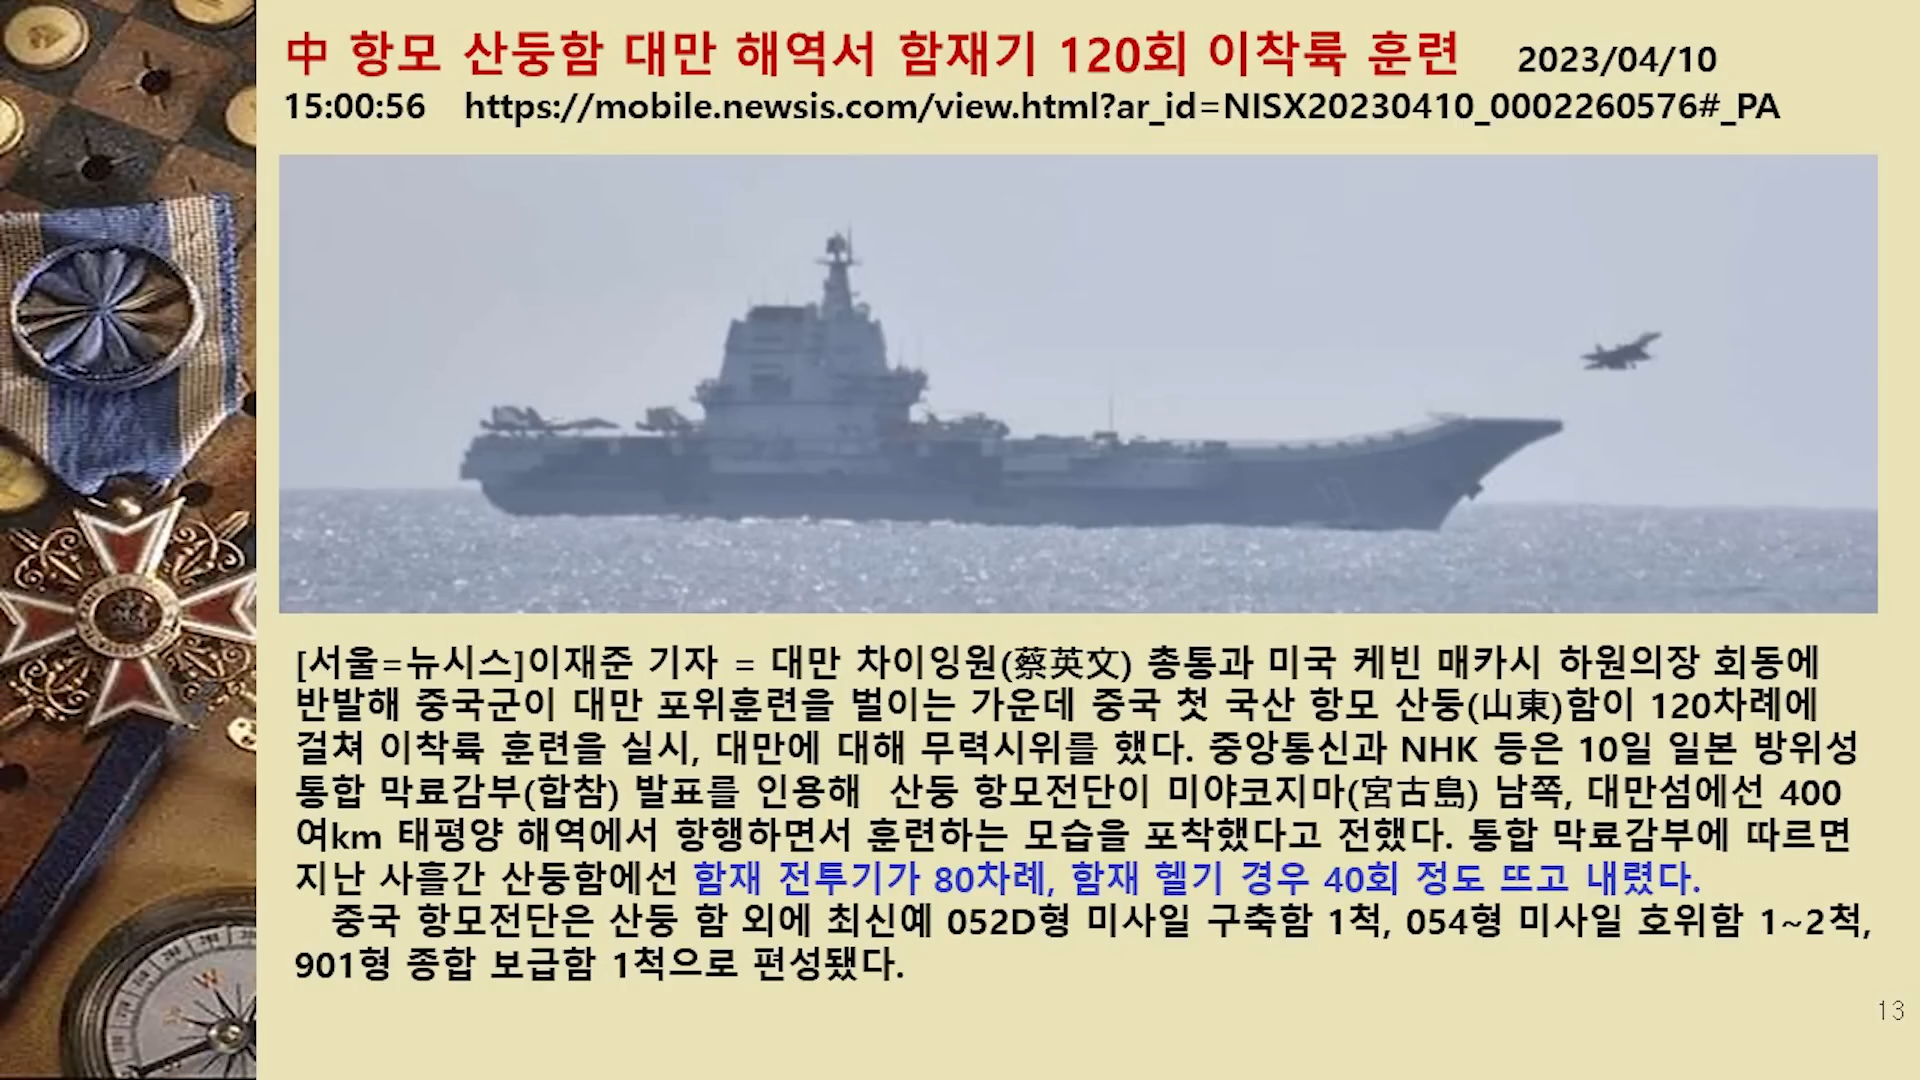 中 항모 산둥함 대만 해역서 함재기 120회 이착륙 훈련 2023/04/10
15:00:56 https://mobile.newsis.com/view.html?ar_id=NISX20230410_0002260576#_PA
[서울=뉴시스]이재준 기자 = 대만 차이잉원(蔡英文) 총통과 미국 케빈 매카시 하원의장 회동에
반발해 중국군이 대만 포위훈련을 벌이는 가운데 중국 첫 국산 항모 산둥(山東)함이 120차례에
걸쳐 이착륙 훈련을 실시, 대만에 대해 무력시위를 했다. 중앙통신과 NHK 등은 10일 일본 방위성
통합 막료감부(합참) 발표를 인용해 산둥 항모전단이 미야코지마(宮古島) 남쪽, 대만섬에선 400
여km 태평양 해역에서 항행하면서 훈련하는 모습을 포착했다고 전했다. 통합 막료감부에 따르면
지난 사흘간 산둥함에선 함재 전투기가 80차례, 함재 헬기 경우 40회 정도 뜨고 내렸다.
중국 항모전단은 산둥 함 외에 최신예 052D형 미사일 구축함 1척, 054형 미사일 호위함 1~2척,
901형 종합 보급함 1척으로 편성됐다.
13